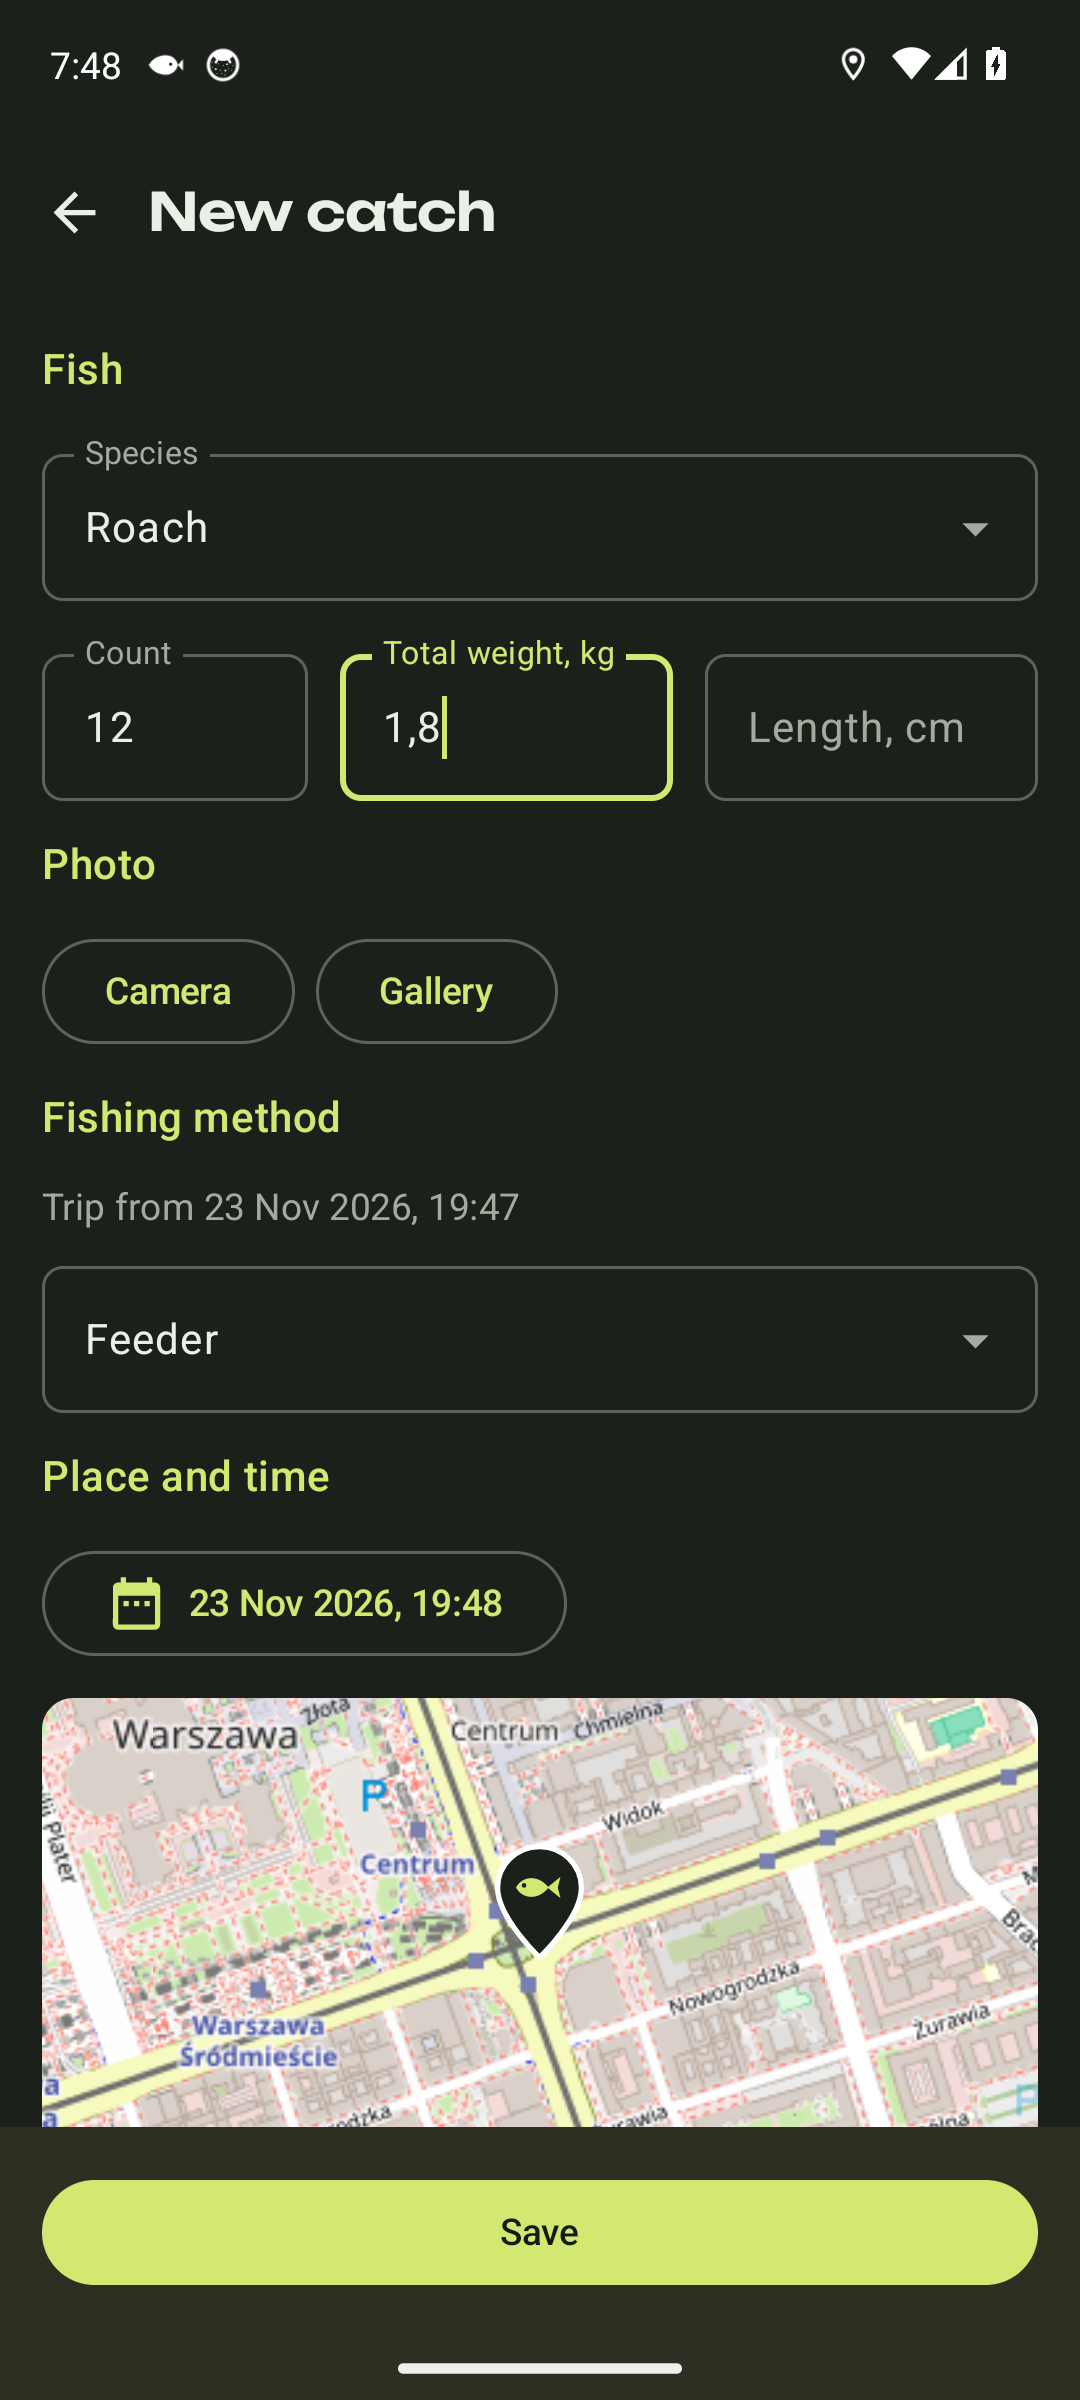 7:48
New catch
Fish
Species
Roach
Count
12
Total weight, kg
1,8
Length, cm
Photo
Camera
Gallery
Fishing method
Trip from 23 Nov 2026, 19:47
Feeder
Place and time
23 Nov 2026, 19:48
Warszawa
Złota
Centrum
Chmielna
P
Plater
Widok
Centrum
Nowogrodzka
Żurawia
Warszawa
Śródmieście
P
Save